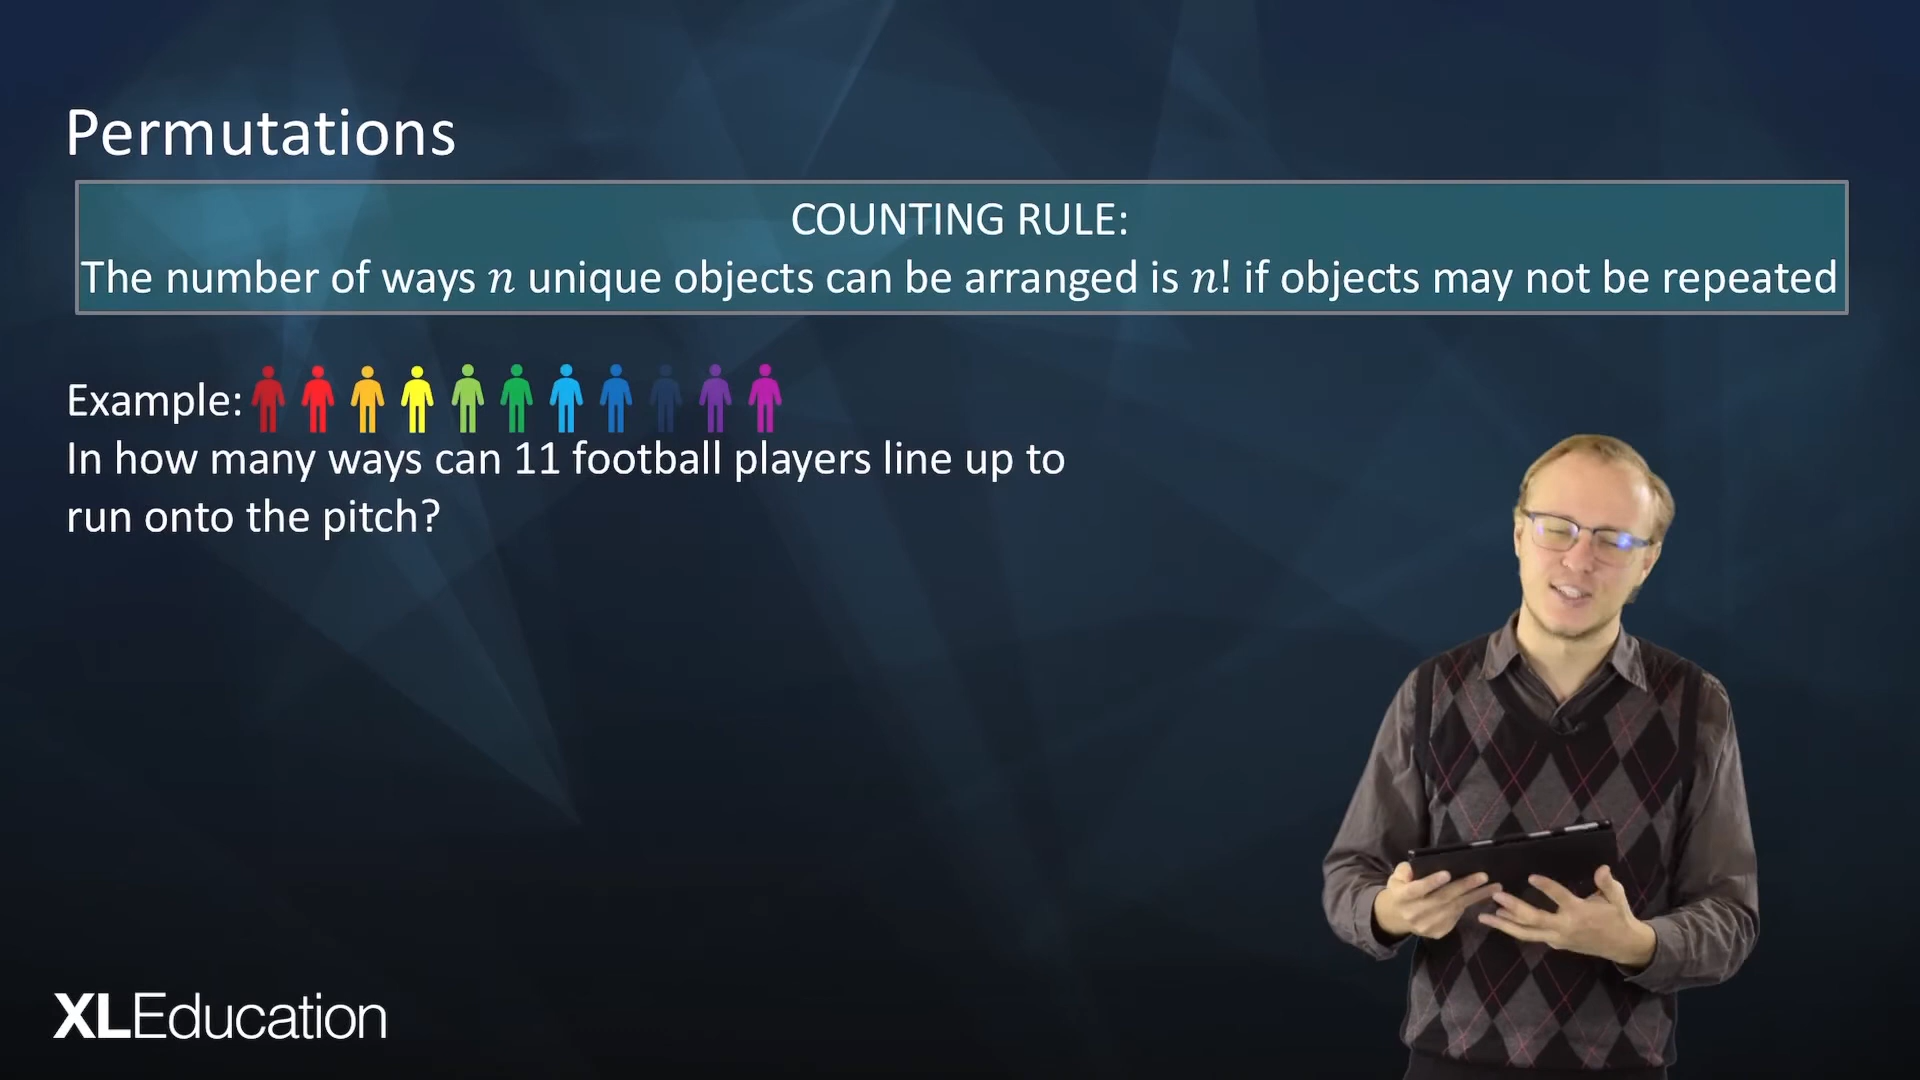 Permutations
COUNTING RULE:
The number of ways n unique objects can be arranged is n! if objects may not be repeated
Example:
In how many ways can 11 football players line up to
run onto the pitch?
XLEducation